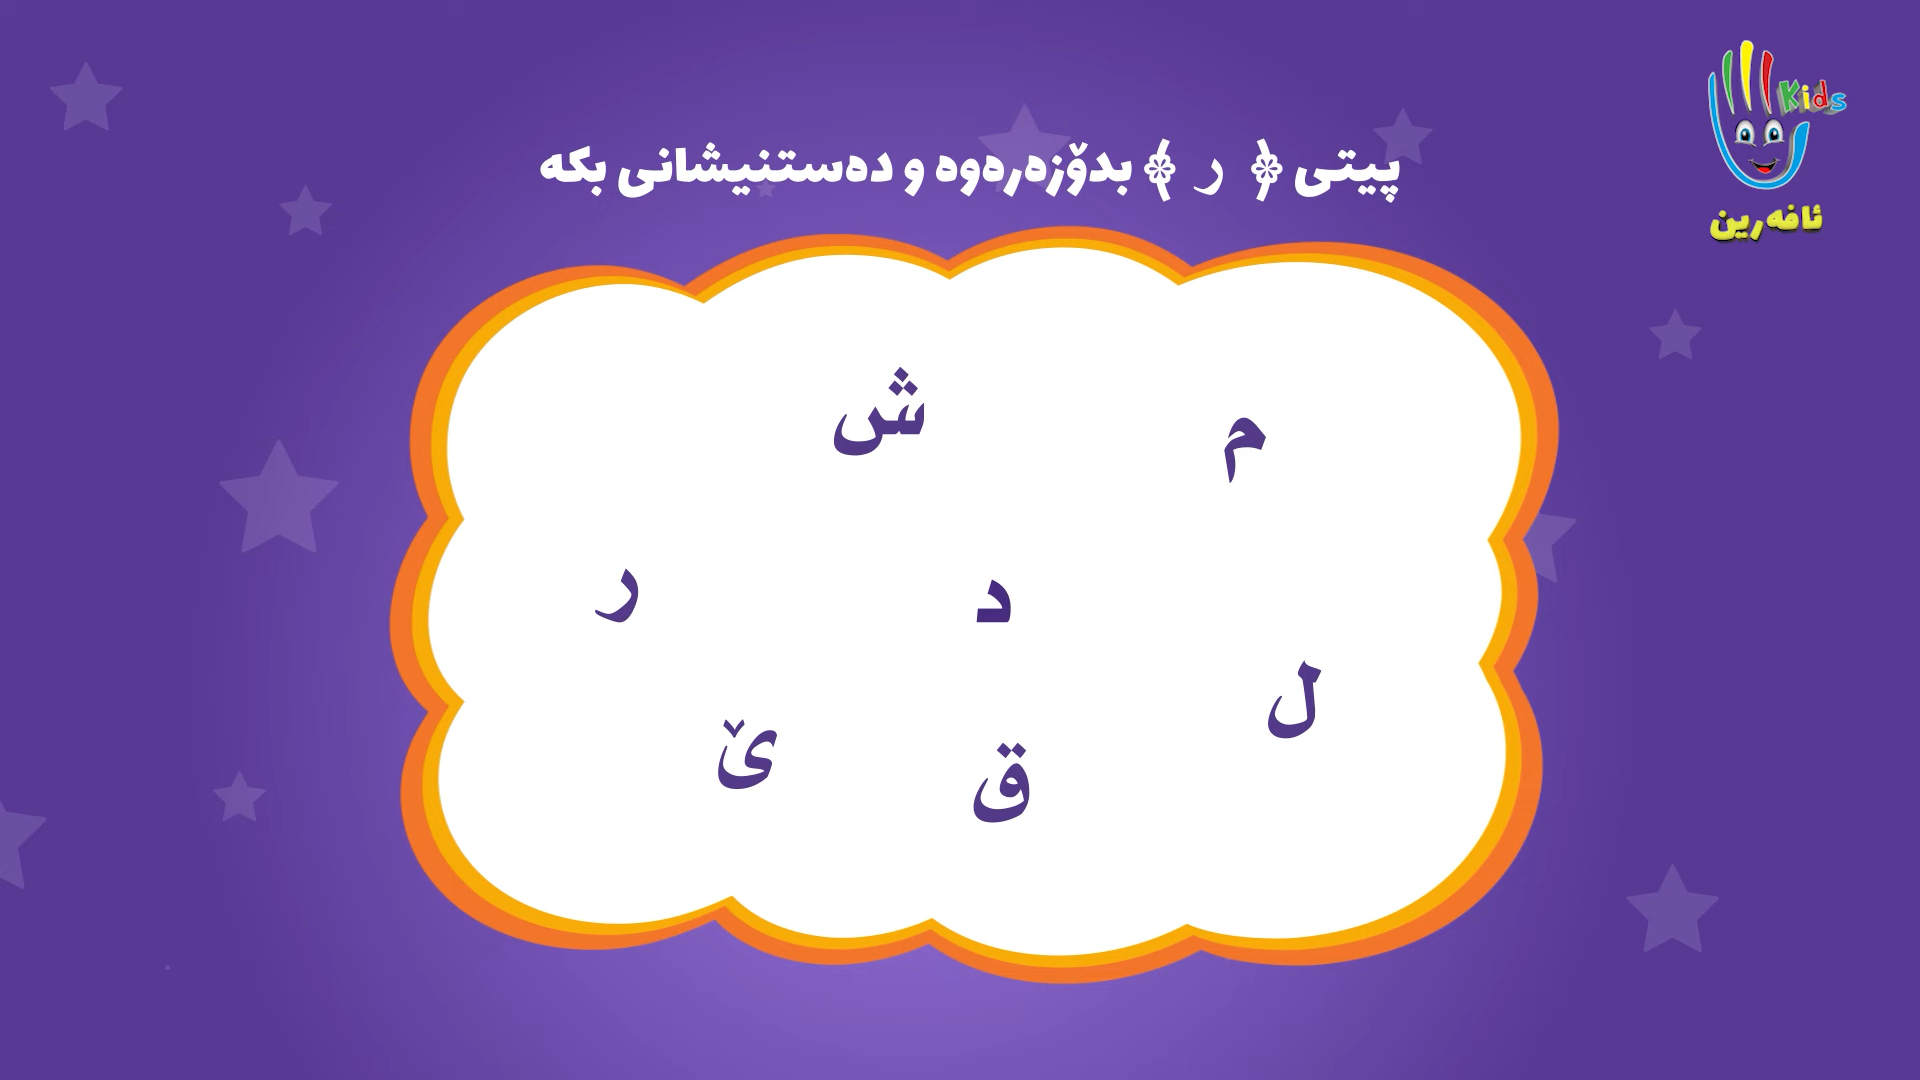 پیتی ﴿ ر ﴾ بدۆزەرەوە و دەستنیشانی بکە
Kids
ئافەرین
ش
م
ر
د
ل
ێ
ق